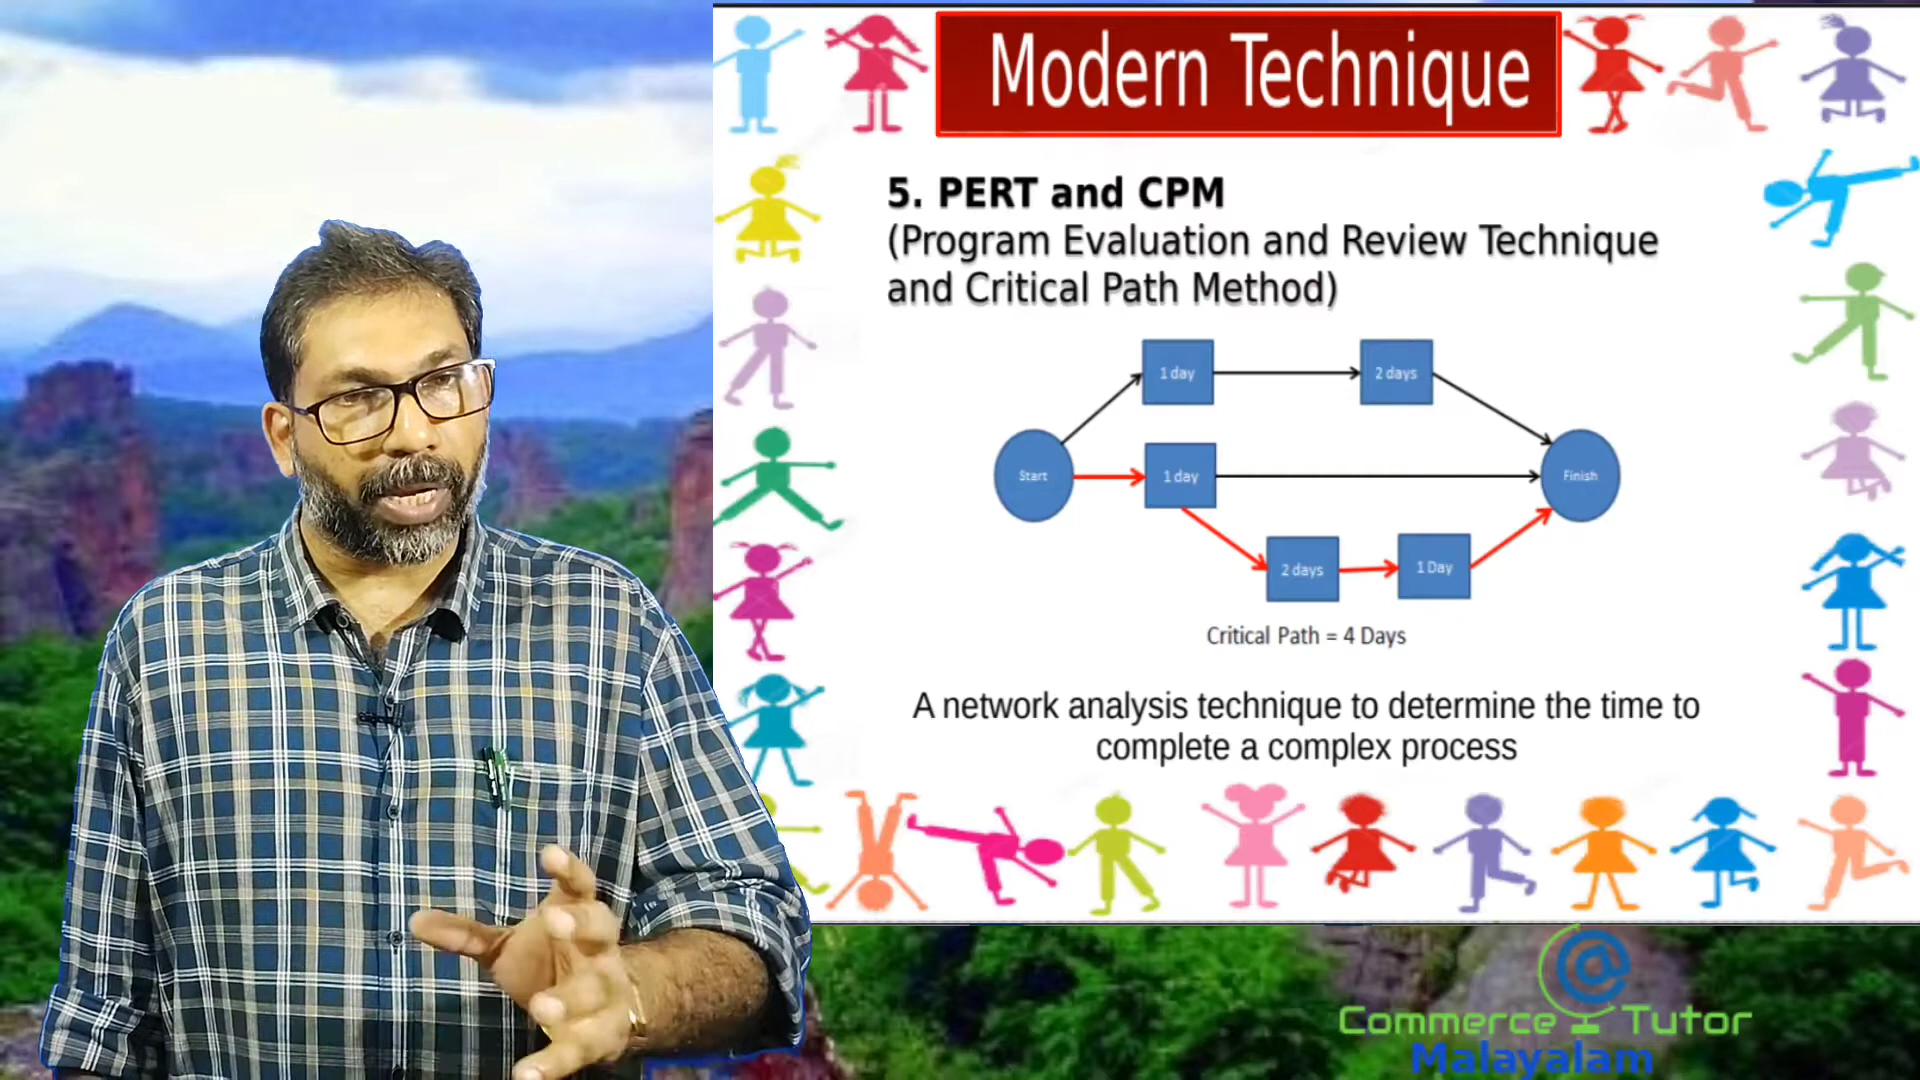 Modern Technique
5. PERT and CPM
(Program Evaluation and Review Technique
and Critical Path Method)
1 day
2 days
Start
1 day
Finish
2 days
1 Day
Critical Path = 4 Days
A network analysis technique to determine the time to
complete a complex process
Commerce Tutor
Malayalam